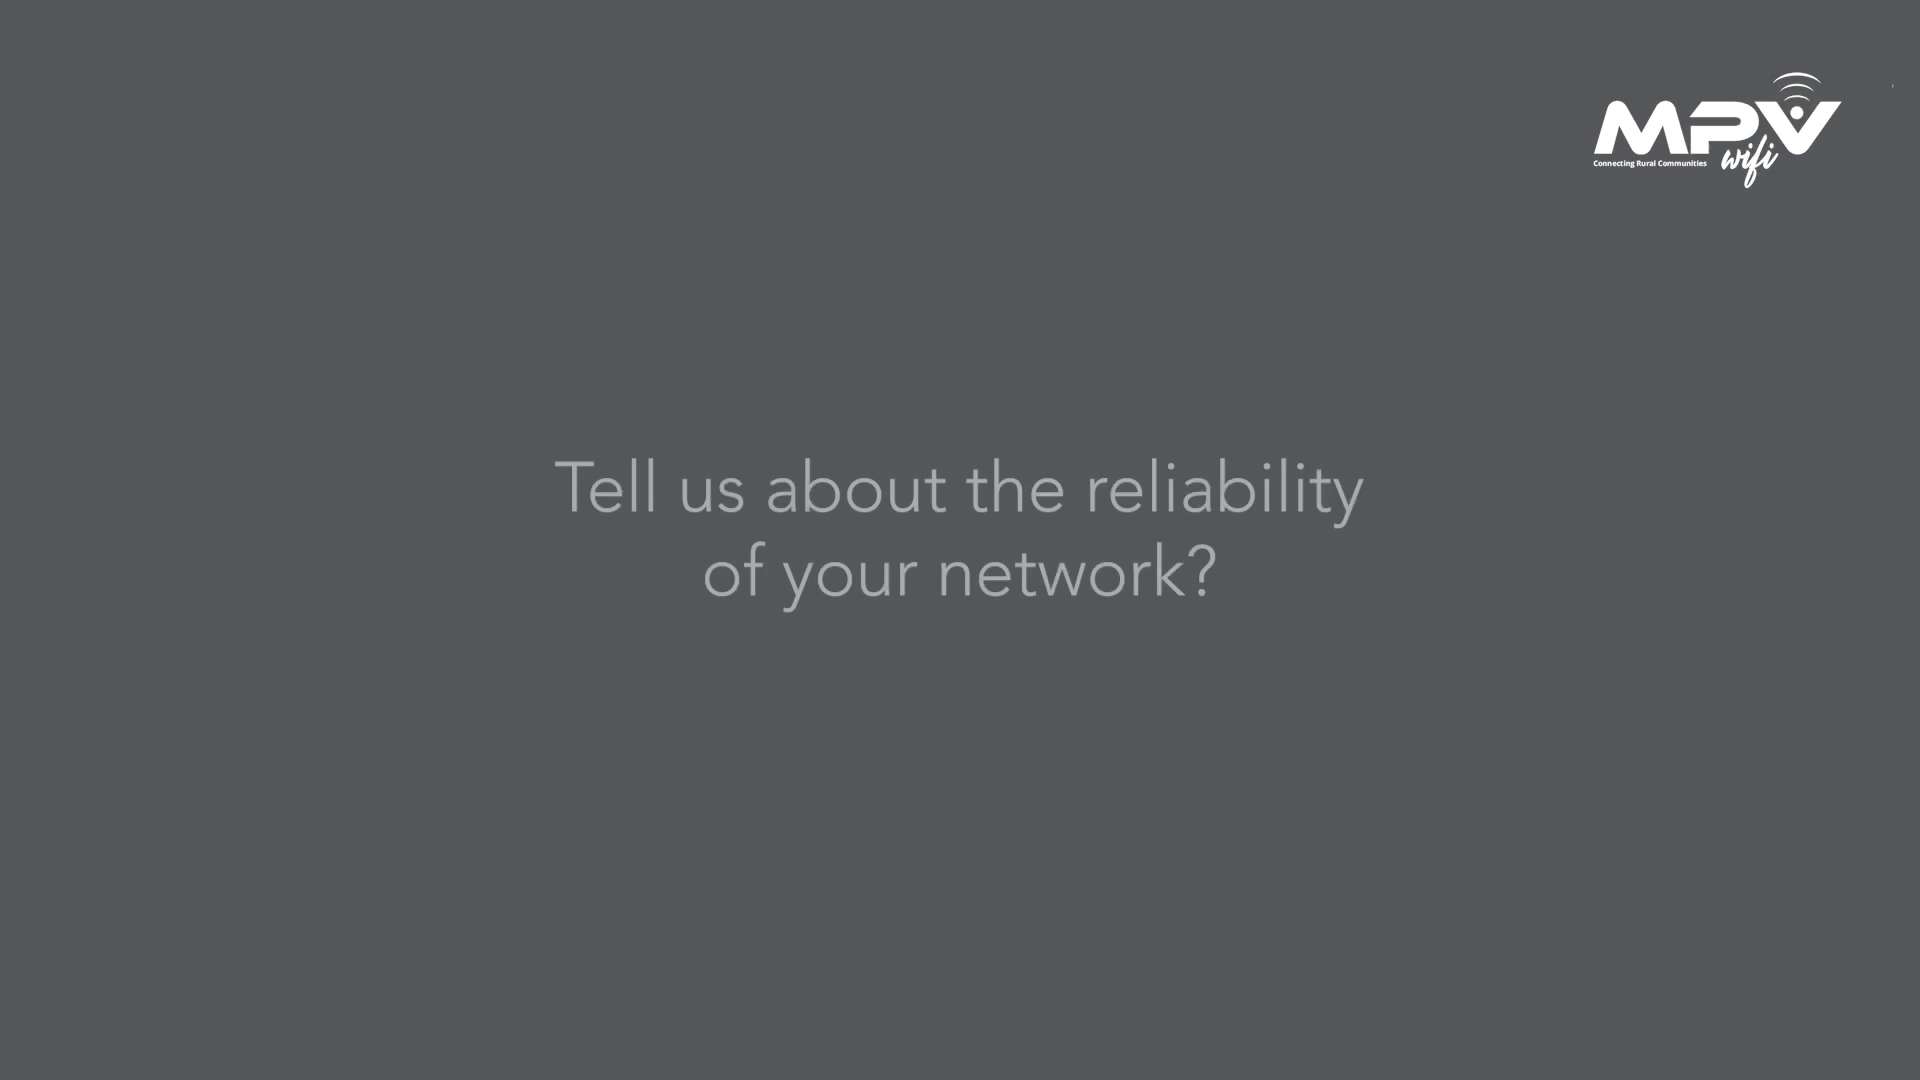 MPV
Connecting Rural Communities wifi
Tell us about the reliability
of your network?